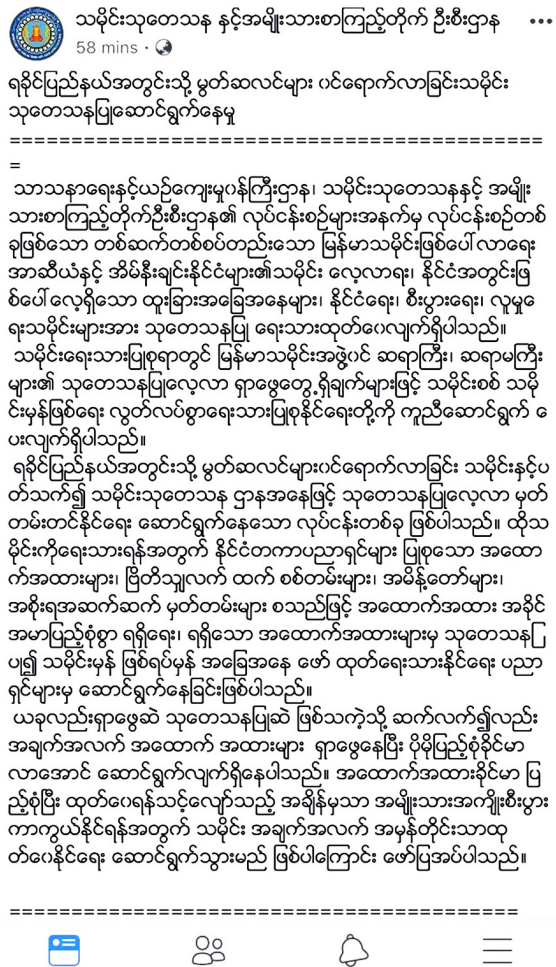 သမိုင်းသုတေသန နှင့်အမျိုးသားစာကြည့်တိုက် ဦးစီးဌာန
58 mins ·
ရခိုင်ပြည်နယ်အတွင်းသို့ မွတ်ဆလင်များ ၀င်ရောက်လာခြင်းသမိုင်း
သုတေသနပြုဆောင်ရွက်နေမှု
===========================================
=
သာသနာရေးနှင့်ယဉ်ကျေးမှု၀န်ကြီးဌာန၊ သမိုင်းသုတေသနနှင့် အမျိုး
သားစာကြည့်တိုက်ဦးစီးဌာန၏ လုပ်ငန်းစဉ်များအနက်မှ လုပ်ငန်းစဉ်တစ်
ခုဖြစ်သော တစ်ဆက်တစ်စပ်တည်းသော မြန်မာသမိုင်းဖြစ်ပေါ်လာရေး
အာဆီယံနှင့် အိမ်နီးချင်းနိုင်ငံများ၏သမိုင်း လေ့လာရး၊ နိုင်ငံအတွင်းဖြ
စ်ပေါ်လေ့ရှိသော ထူးခြားအခြေအနေများ၊ နိုင်ငံရေး၊ စီးပွားရေး၊ လူမှုရ
ေးသမိုင်းများအား သုတေသနပြု ရေးသားထုတ်ဝေလျက်ရှိပါသည်။
သမိုင်းရေးသားပြုစုရာတွင် မြန်မာသမိုင်းအဖွဲ့၀င် ဆရာကြီး၊ ဆရာမကြီး
များ၏ သုတေသနပြုလေ့လာ ရှာဖွေတွေ့ရှိချက်များဖြင့် သမိုင်းစစ် သမို
င်းမှန်ဖြစ်ရေး လွတ်လပ်စွာရေးသားပြုစုနိုင်ရေးတို့ကို ကူညီဆောင်ရွက် ပ
ေးလျက်ရှိပါသည်။
ရခိုင်ပြည်နယ်အတွင်းသို့ မွတ်ဆလင်များ၀င်ရောက်လာခြင်း သမိုင်းနှင့်ပ
တ်သက်၍ သမိုင်းသုတေသန ဌာနအနေဖြင့် သုတေသနပြုလေ့လာ မှတ်
တမ်းတင်နိုင်ရေး ဆောင်ရွက်နေသော လုပ်ငန်းတစ်ခု ဖြစ်ပါသည်။ ထိုသ
မိုင်းကိုရေးသားရန်အတွက် နိုင်ငံတကာပညာရှင်များ ပြုစုသော အထော
က်အထားများ၊ ဗြိတိသျှလက် ထက် စစ်တမ်းများ၊ အမိန့်တော်များ၊
အစိုးရအဆက်ဆက် မှတ်တမ်းများ စသည်ဖြင့် အထောက်အထား အခိုင်
အမာပြည့်စုံစွာ ရရှိရေး၊ ရရှိသော အထောက်အထားများမှ သုတေသနပြ
ပြု၍ သမိုင်းမှန် ဖြစ်ရပ်မှန် အခြေအနေ ဖော် ထုတ်ရေးသားနိုင်ရေး ပညာ
ရှင်များမှ ဆောင်ရွက်နေခြင်းဖြစ်ပါသည်။
ယခုလည်းရှာဖွေဆဲ သုတေသနပြုဆဲ ဖြစ်သကဲ့သို့ ဆက်လက်၍လည်း
အချက်အလက် အထောက် အထားများ ရှာဖွေနေပြီး ပိုမိုပြည့်စုံခိုင်မာ
လာအောင် ဆောင်ရွက်လျက်ရှိနေပါသည်။ အထောက်အထားခိုင်မာ ပြ
ည့်စုံပြီး ထုတ်ဝေရန်သင့်လျော်သည့် အချိန်မှသာ အမျိုးသားအကျိုးစီးပွား
ကာကွယ်နိုင်ရန်အတွက် သမိုင်း အချက်အလက် အမှန်တိုင်းသာထု
တ်ဝေနိုင်ရေး ဆောင်ရွက်သွားမည် ဖြစ်ပါကြောင်း ဖော်ပြအပ်ပါသည်။
=========================================